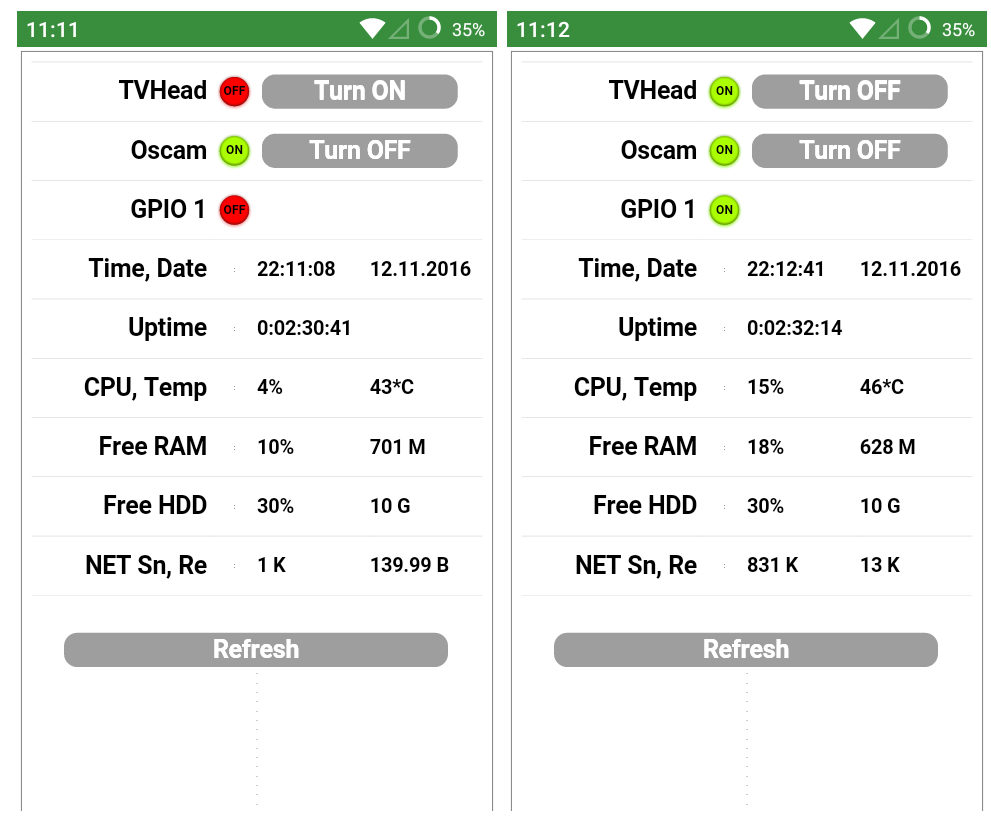 11:11 35%
TVHead OFF Turn ON
Oscam ON Turn OFF
GPIO 1 OFF
Time, Date : 22:11:08 12.11.2016
Uptime : 0:02:30:41
CPU, Temp : 4% 43*C
Free RAM : 10% 701 M
Free HDD : 30% 10 G
NET Sn, Re : 1 K 139.99 B
Refresh
11:12 35%
TVHead ON Turn OFF
Oscam ON Turn OFF
GPIO 1 ON
Time, Date : 22:12:41 12.11.2016
Uptime : 0:02:32:14
CPU, Temp : 15% 46*C
Free RAM : 18% 628 M
Free HDD : 30% 10 G
NET Sn, Re : 831 K 13 K
Refresh